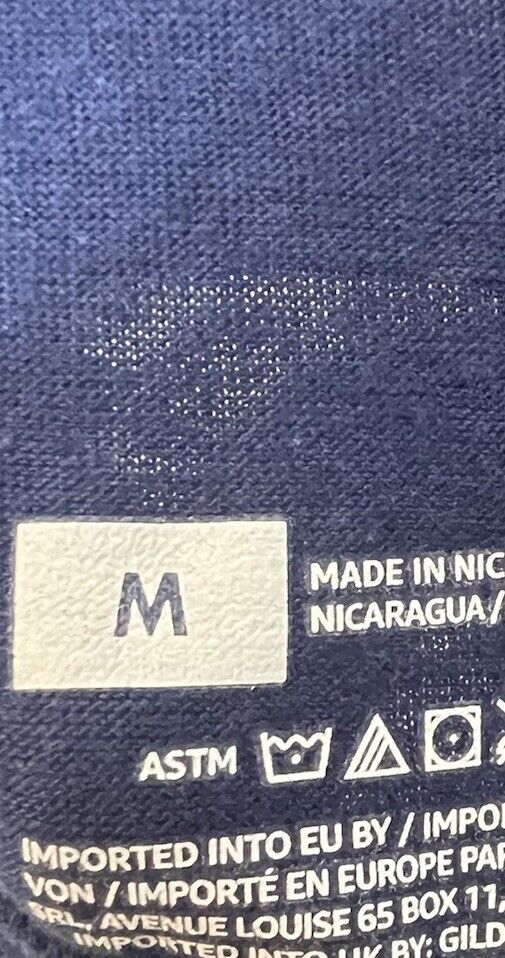 M
MADE IN NIC
NICARAGUA /
ASTM
IMPORTED INTO EU BY / IMPO
VON / IMPORTÉ EN EUROPE PAR
SRL, AVENUE LOUISE 65 BOX 11,
IMPORTED INTO UK BY: GILD